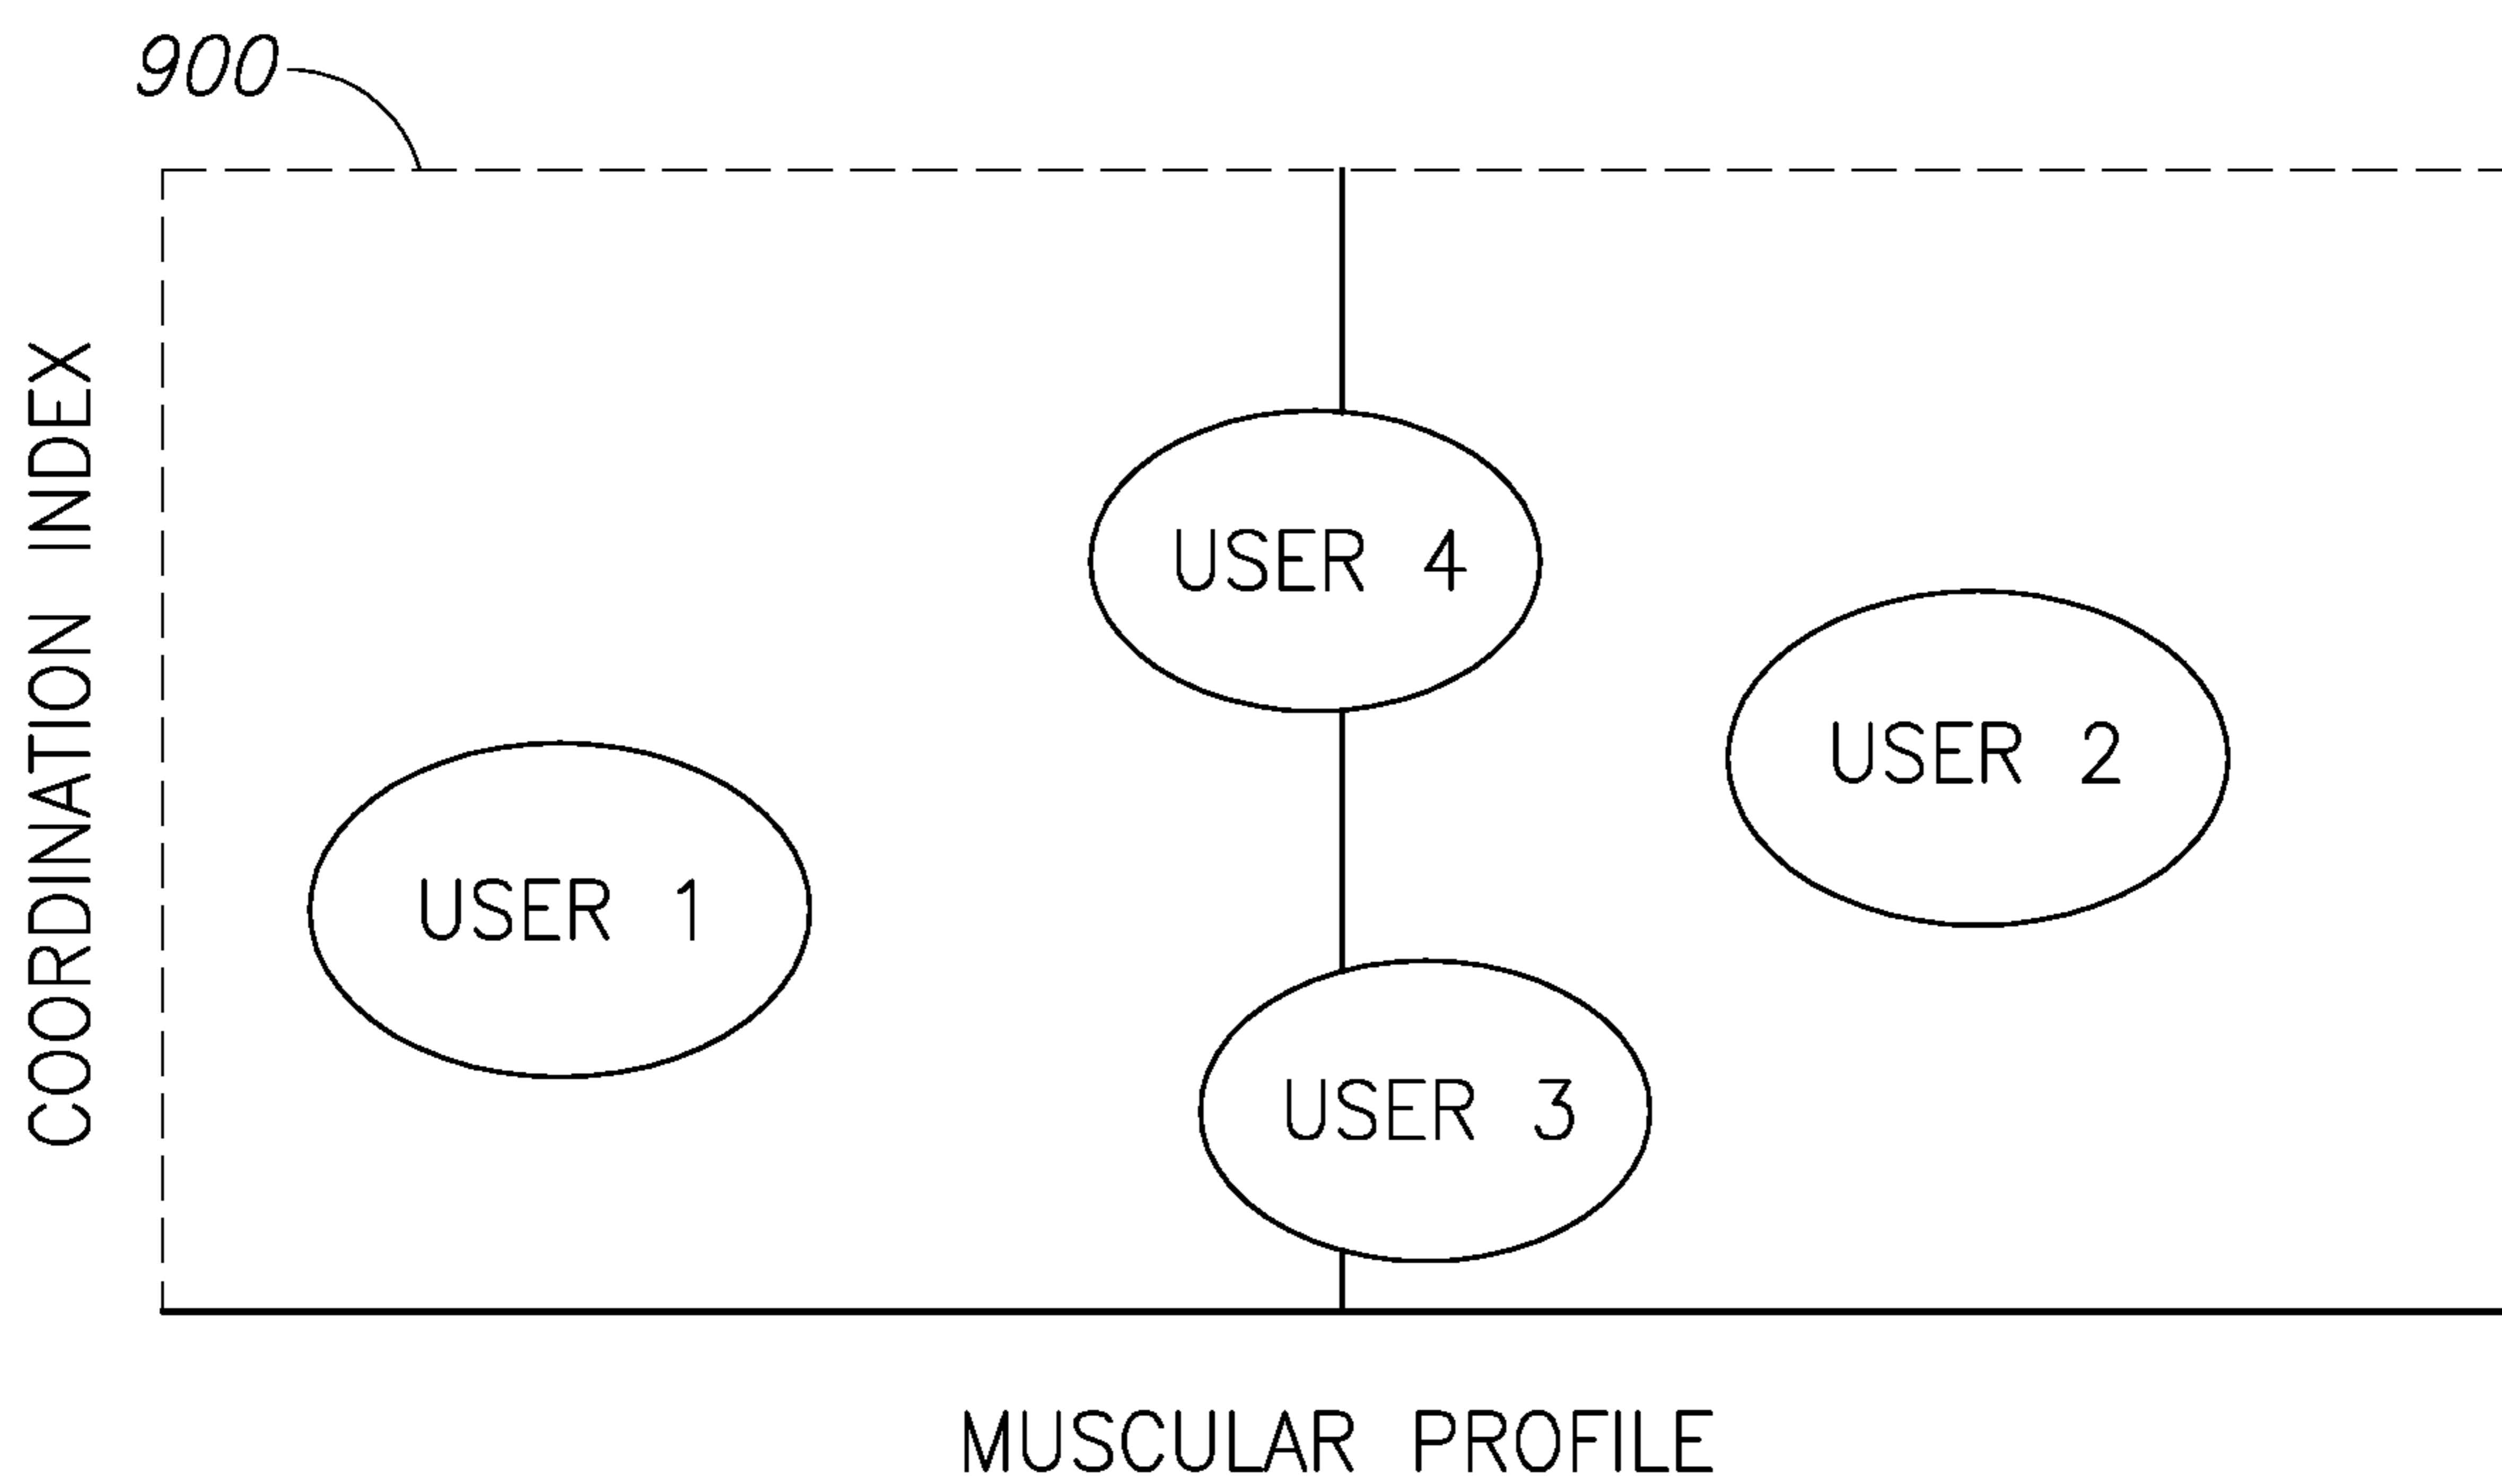 900
COORDINATION INDEX
USER 4
USER 2
USER 1
USER 3
MUSCULAR PROFILE